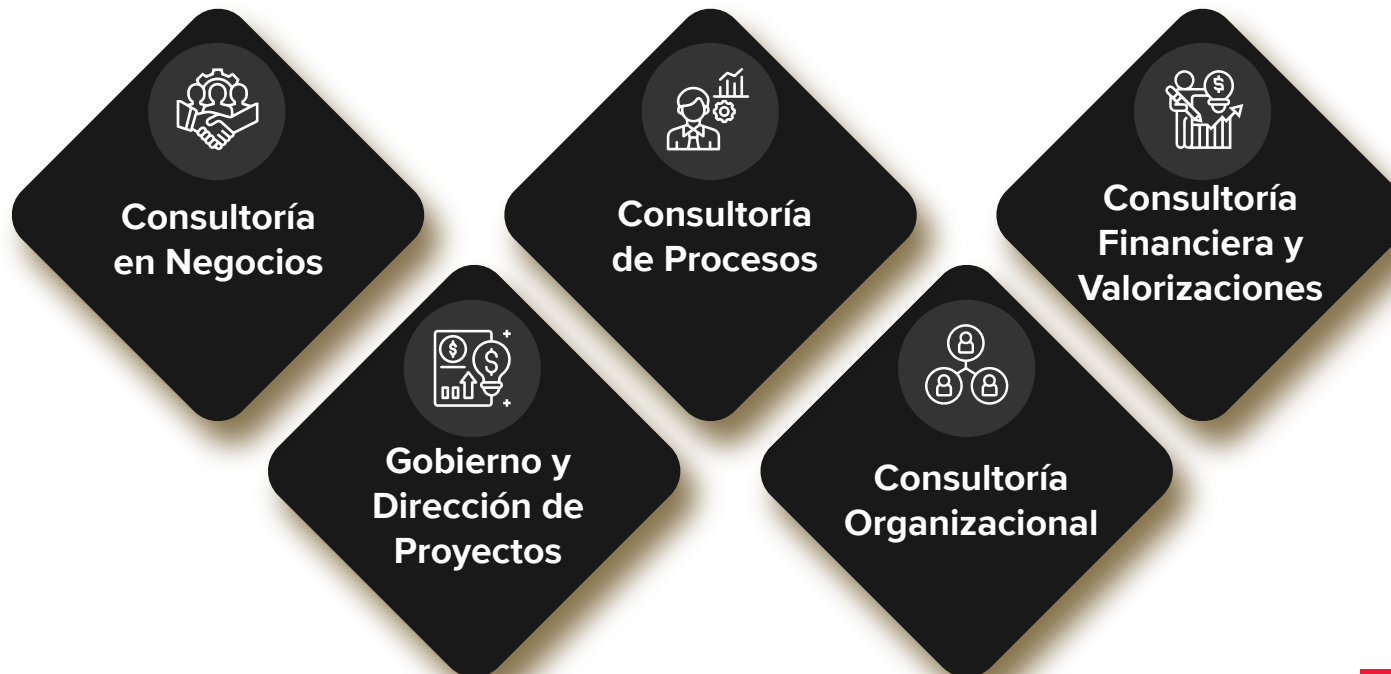 Consultoría
en Negocios
Consultoría
de Procesos
Consultoría
Financiera y
Valorizaciones
Gobierno y
Dirección de
Proyectos
Consultoría
Organizacional